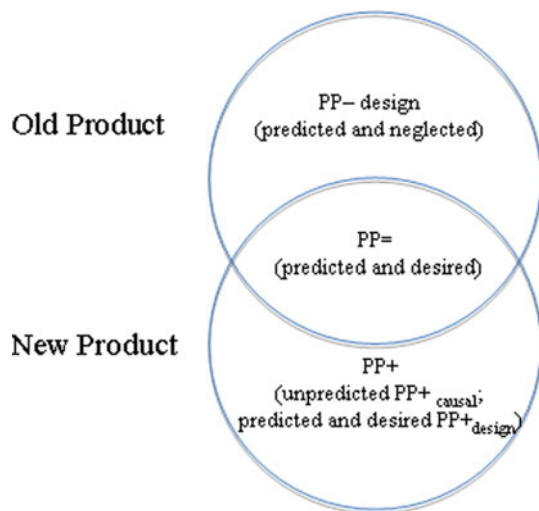 Old Product
PP– design
(predicted and neglected)
PP=
(predicted and desired)
New Product
PP+
(unpredicted PP+ causal;
predicted and desired PP+design)